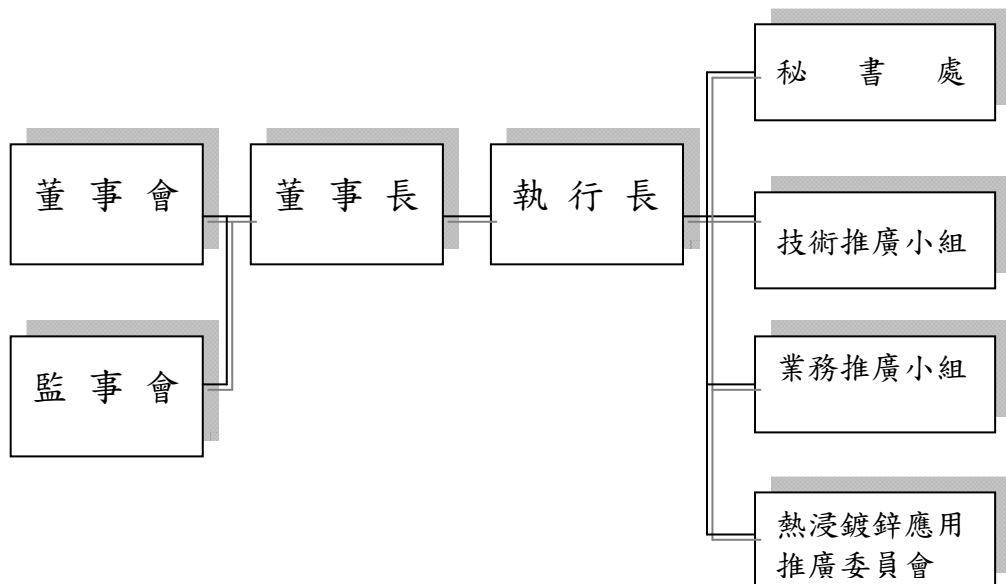 董事會
監事會
董事長
執行長
秘書處
技術推廣小組
業務推廣小組
熱浸鍍鋅應用
推廣委員會